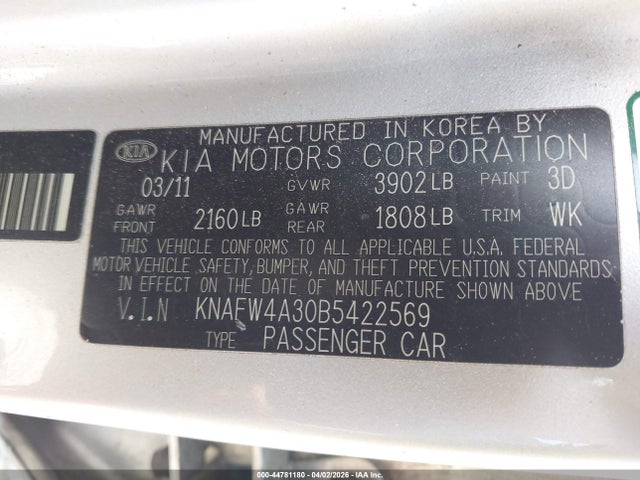 MANUFACTURED IN KOREA BY
KIA KIA MOTORS CORPORATION
03/11 GVWR 3902LB PAINT 3D
GAWR FRONT 2160LB GAWR REAR 1808LB TRIM WK
THIS VEHICLE CONFORMS TO ALL APPLICABLE U.S.A. FEDERAL
MOTOR VEHICLE SAFETY, BUMPER, AND THEFT PREVENTION STANDARDS
IN EFFECT ON THE DATE OF MANUFACTURE SHOWN ABOVE
V.I.N KNAFW4A30B5422569
TYPE PASSENGER CAR
000-44781180 - 04/02/2026 - IAA, Inc.